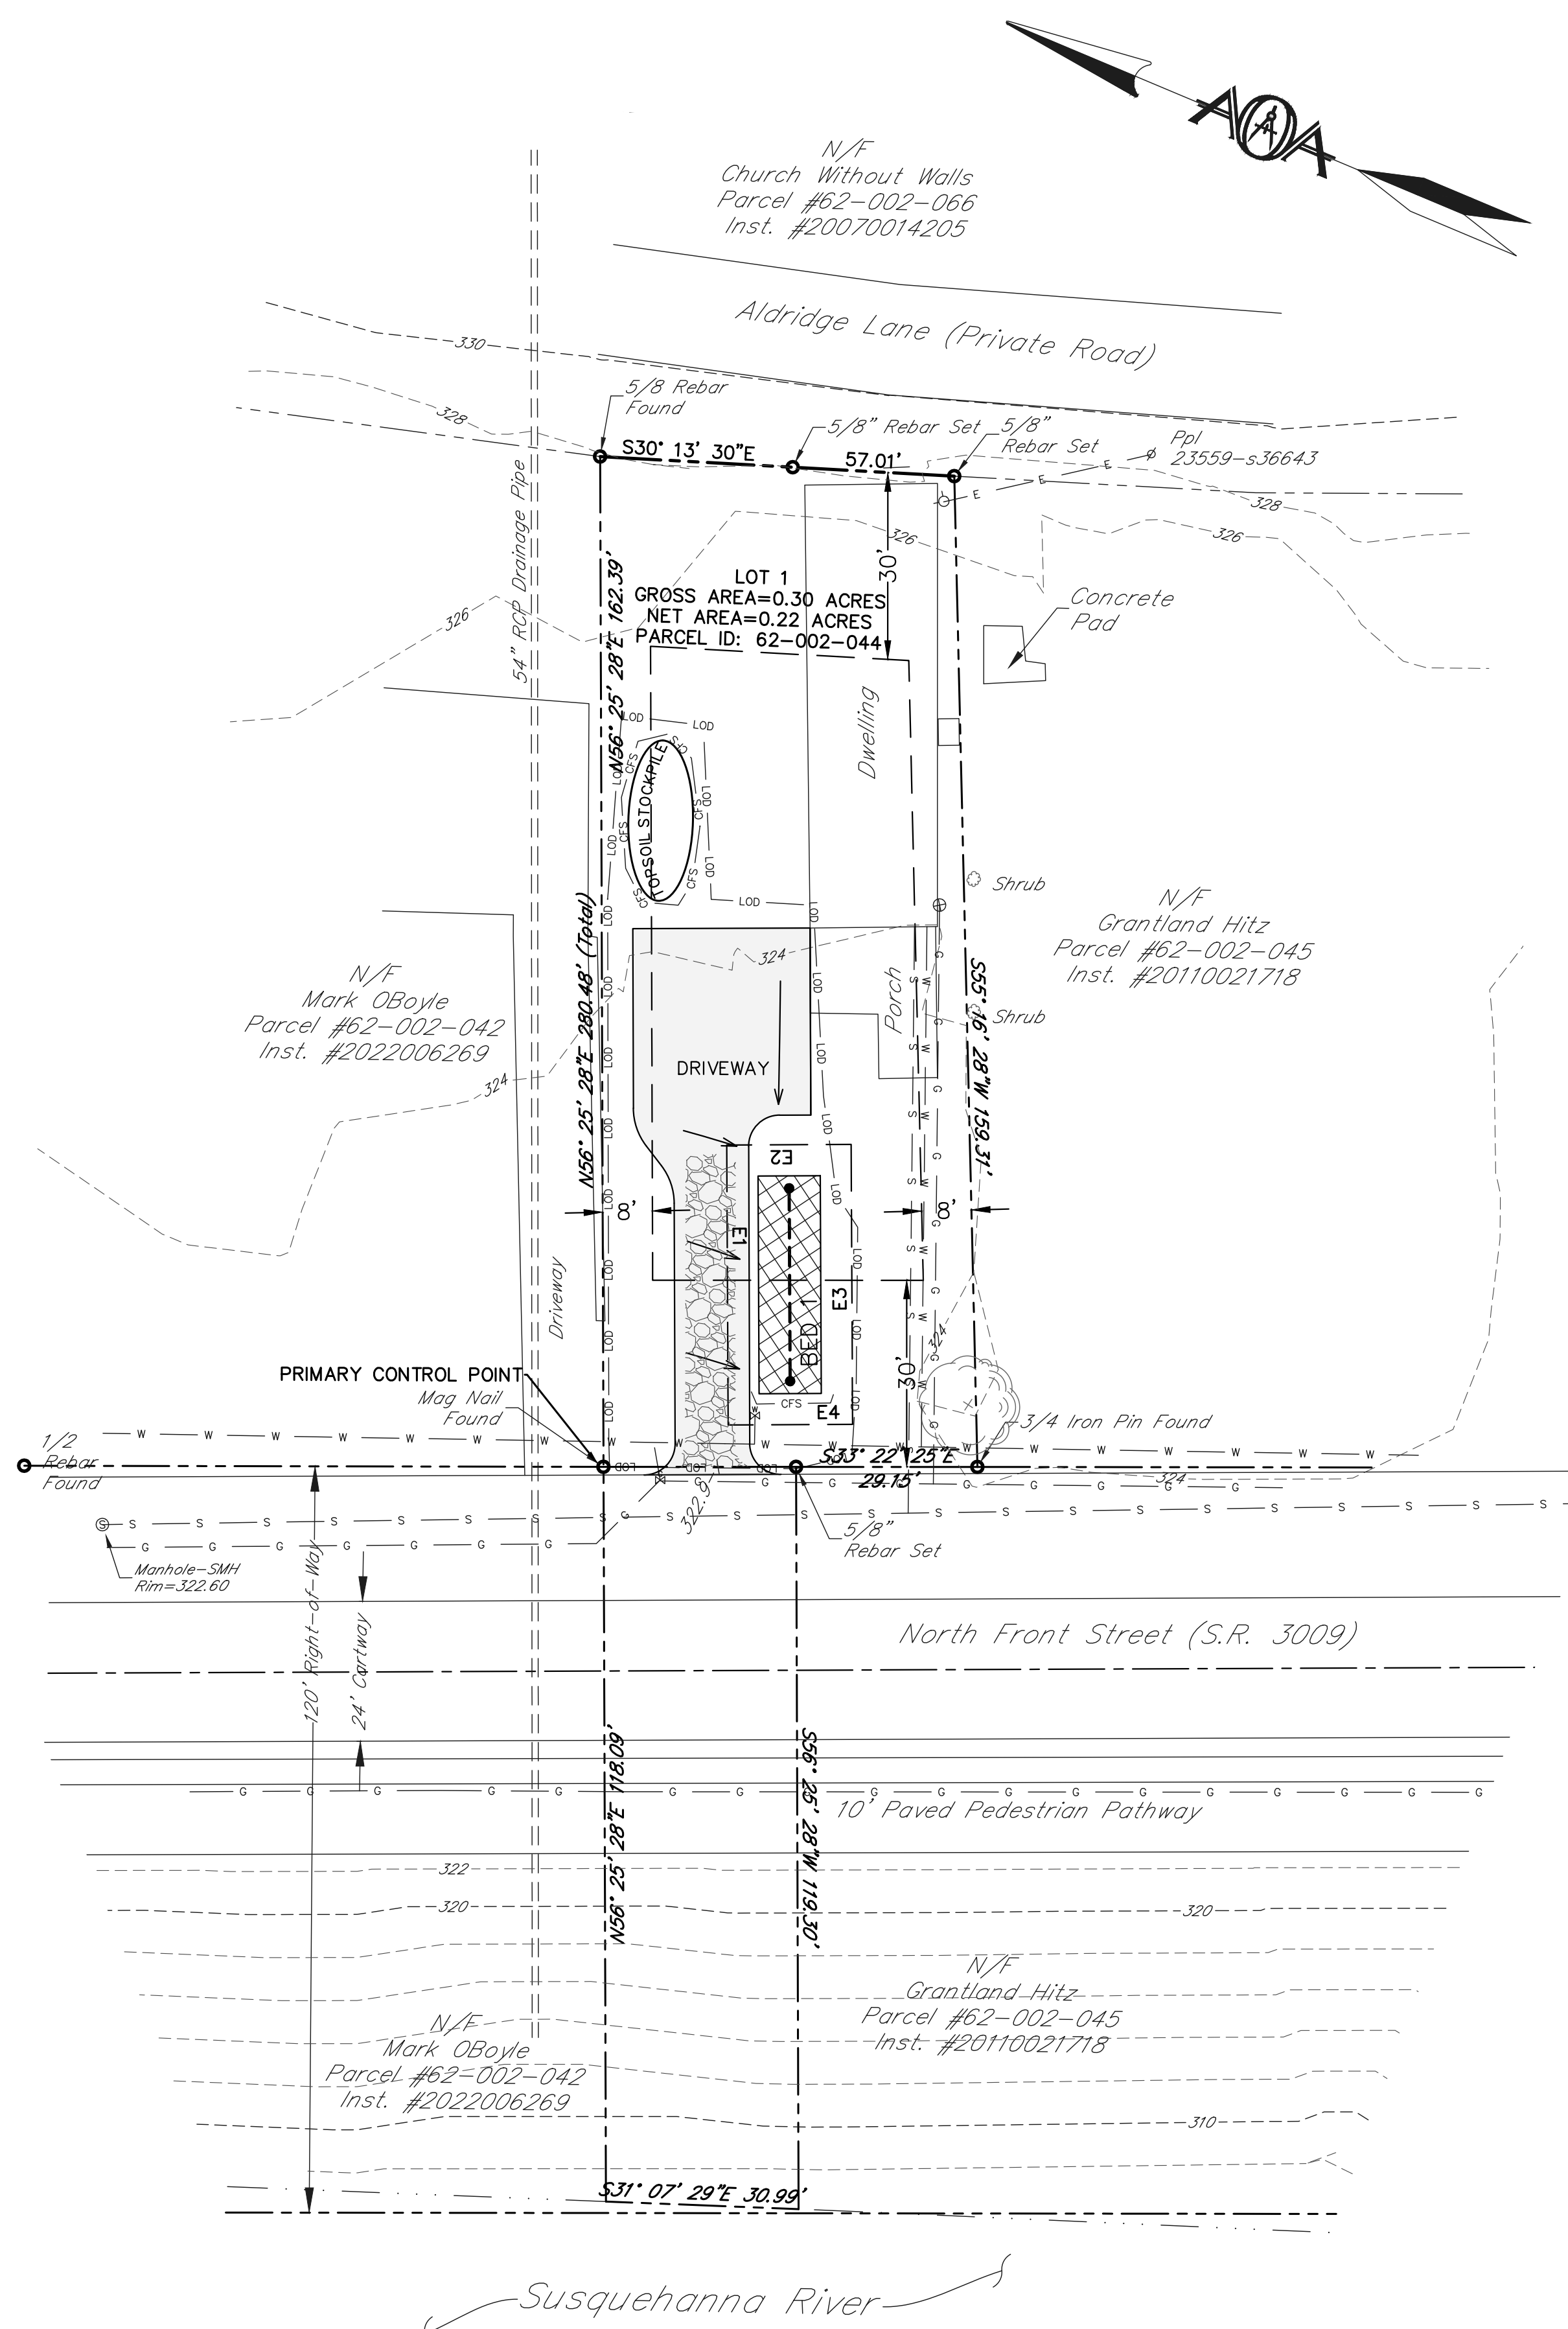 AOA
N/F
Church Without Walls
Parcel #62-002-066
Inst. #20070014205
Aldridge Lane (Private Road)
330
328
5/8 Rebar
Found
5/8" Rebar Set
5/8"
Rebar Set
Ppl
23559-s36643
S30° 13' 30"E
57.01'
E
E
E
328
326
326
326
54" RCP Drainage Pipe
30'
LOT 1
GROSS AREA=0.30 ACRES
NET AREA=0.22 ACRES
PARCEL ID: 62-002-044
N56° 25' 28"E 162.39'
Concrete
Pad
Dwelling
LOD
LOD
CFS
TOPSOIL STOCKPILE
Shrub
N/F
Grantland Hitz
Parcel #62-002-045
Inst. #20110021718
N56° 25' 28"E 280.48' (Total)
324
N/F
Mark OBoyle
Parcel #62-002-042
Inst. #2022006269
324
Porch
S55° 16' 28"W 159.31'
Shrub
DRIVEWAY
E2
8'
E1
8'
Driveway
E3
BED 1
30'
324
PRIMARY CONTROL POINT
Mag Nail
Found
CFS
E4
3/4 Iron Pin Found
1/2
Rebar
Found
W W W W W W W W W W W W W W W
S33° 22' 25"E
29.15'
324
322.9
5/8"
Rebar Set
S S S S S S S S S S S S
G G G G G G G
Manhole-SMH
Rim=322.60
120' Right-of-Way
24' Cartway
North Front Street (S.R. 3009)
N56° 25' 28"E 118.09'
S56° 25' 28"W 119.30'
G G G G G G G G G G G G G G G G G
10' Paved Pedestrian Pathway
322
320
320
N/F
Grantland Hitz
Parcel #62-002-045
Inst. #20110021718
N/F
Mark OBoyle
Parcel #62-002-042
Inst. #2022006269
310
S31° 07' 29"E 30.99'
Susquehanna River